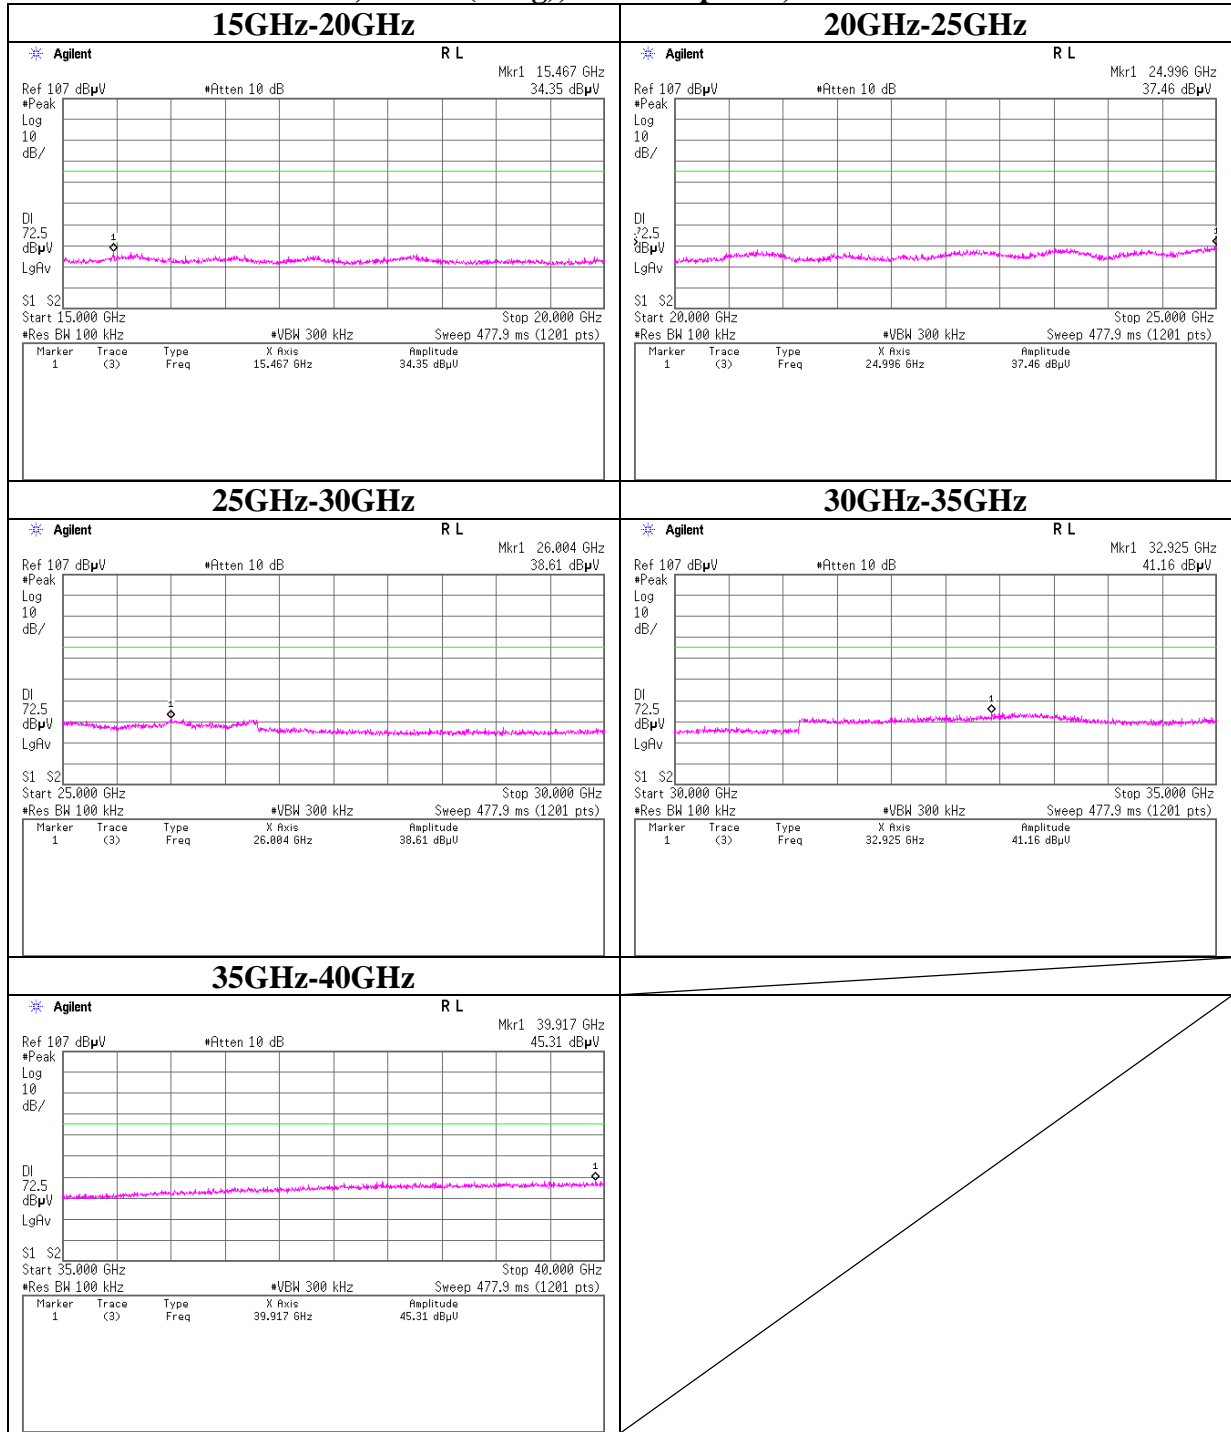 15GHz-20GHz
Agilent R L
Mkr1 15.467 GHz
Ref 107 dBµV #Atten 10 dB 34.35 dBµV
#Peak
Log
10
dB/
DI
72.5
dBµV
LgAv
1
S1 S2
Start 15.000 GHz Stop 20.000 GHz
#Res BW 100 kHz #VBW 300 kHz Sweep 477.9 ms (1201 pts)
Marker Trace Type X Axis Amplitude
1 (3) Freq 15.467 GHz 34.35 dBµV
20GHz-25GHz
Agilent R L
Mkr1 24.996 GHz
Ref 107 dBµV #Atten 10 dB 37.46 dBµV
#Peak
Log
10
dB/
DI
72.5
dBµV
LgAv
1
S1 S2
Start 20.000 GHz Stop 25.000 GHz
#Res BW 100 kHz #VBW 300 kHz Sweep 477.9 ms (1201 pts)
Marker Trace Type X Axis Amplitude
1 (3) Freq 24.996 GHz 37.46 dBµV
25GHz-30GHz
Agilent R L
Mkr1 26.004 GHz
Ref 107 dBµV #Atten 10 dB 38.61 dBµV
#Peak
Log
10
dB/
DI
72.5
dBµV
LgAv
1
S1 S2
Start 25.000 GHz Stop 30.000 GHz
#Res BW 100 kHz #VBW 300 kHz Sweep 477.9 ms (1201 pts)
Marker Trace Type X Axis Amplitude
1 (3) Freq 26.004 GHz 38.61 dBµV
30GHz-35GHz
Agilent R L
Mkr1 32.925 GHz
Ref 107 dBµV #Atten 10 dB 41.16 dBµV
#Peak
Log
10
dB/
DI
72.5
dBµV
LgAv
1
S1 S2
Start 30.000 GHz Stop 35.000 GHz
#Res BW 100 kHz #VBW 300 kHz Sweep 477.9 ms (1201 pts)
Marker Trace Type X Axis Amplitude
1 (3) Freq 32.925 GHz 41.16 dBµV
35GHz-40GHz
Agilent R L
Mkr1 39.917 GHz
Ref 107 dBµV #Atten 10 dB 45.31 dBµV
#Peak
Log
10
dB/
DI
72.5
dBµV
LgAv
1
S1 S2
Start 35.000 GHz Stop 40.000 GHz
#Res BW 100 kHz #VBW 300 kHz Sweep 477.9 ms (1201 pts)
Marker Trace Type X Axis Amplitude
1 (3) Freq 39.917 GHz 45.31 dBµV